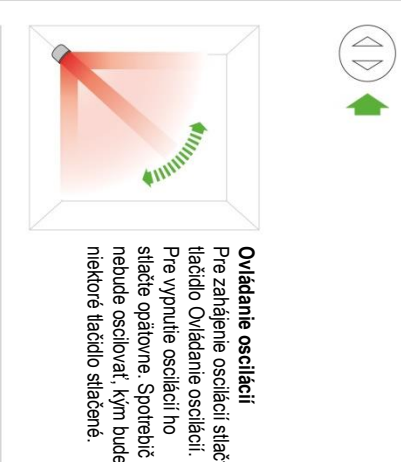 Ovládanie oscilácií
Pre zahájenie oscilácií stlač
tlačidlo Ovládanie oscilácií.
Pre vypnutie oscilácií ho
stlačte opätovne. Spotrebič
nebude oscilovať, kým bude
niektoré tlačidlo stlačené.